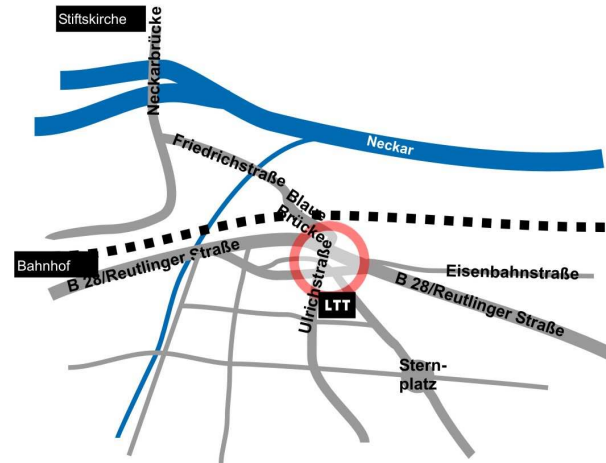 Stiftskirche
Neckarbrücke
Neckar
Friedrichstraße
Blaue
Brücke
Bahnhof
B 28/Reutlinger Straße
Eisenbahnstraße
B 28/Reutlinger Straße
Ulrichstraße
LTT
Stern-
platz